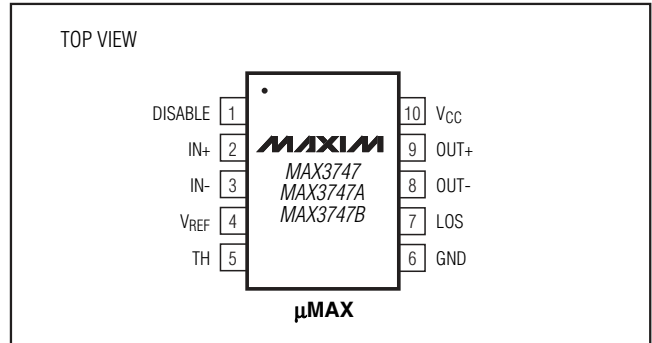 TOP VIEW
DISABLE 1
IN+ 2
IN- 3
VREF 4
TH 5
MAXIM
MAX3747
MAX3747A
MAX3747B
10 VCC
9 OUT+
8 OUT-
7 LOS
6 GND
µMAX